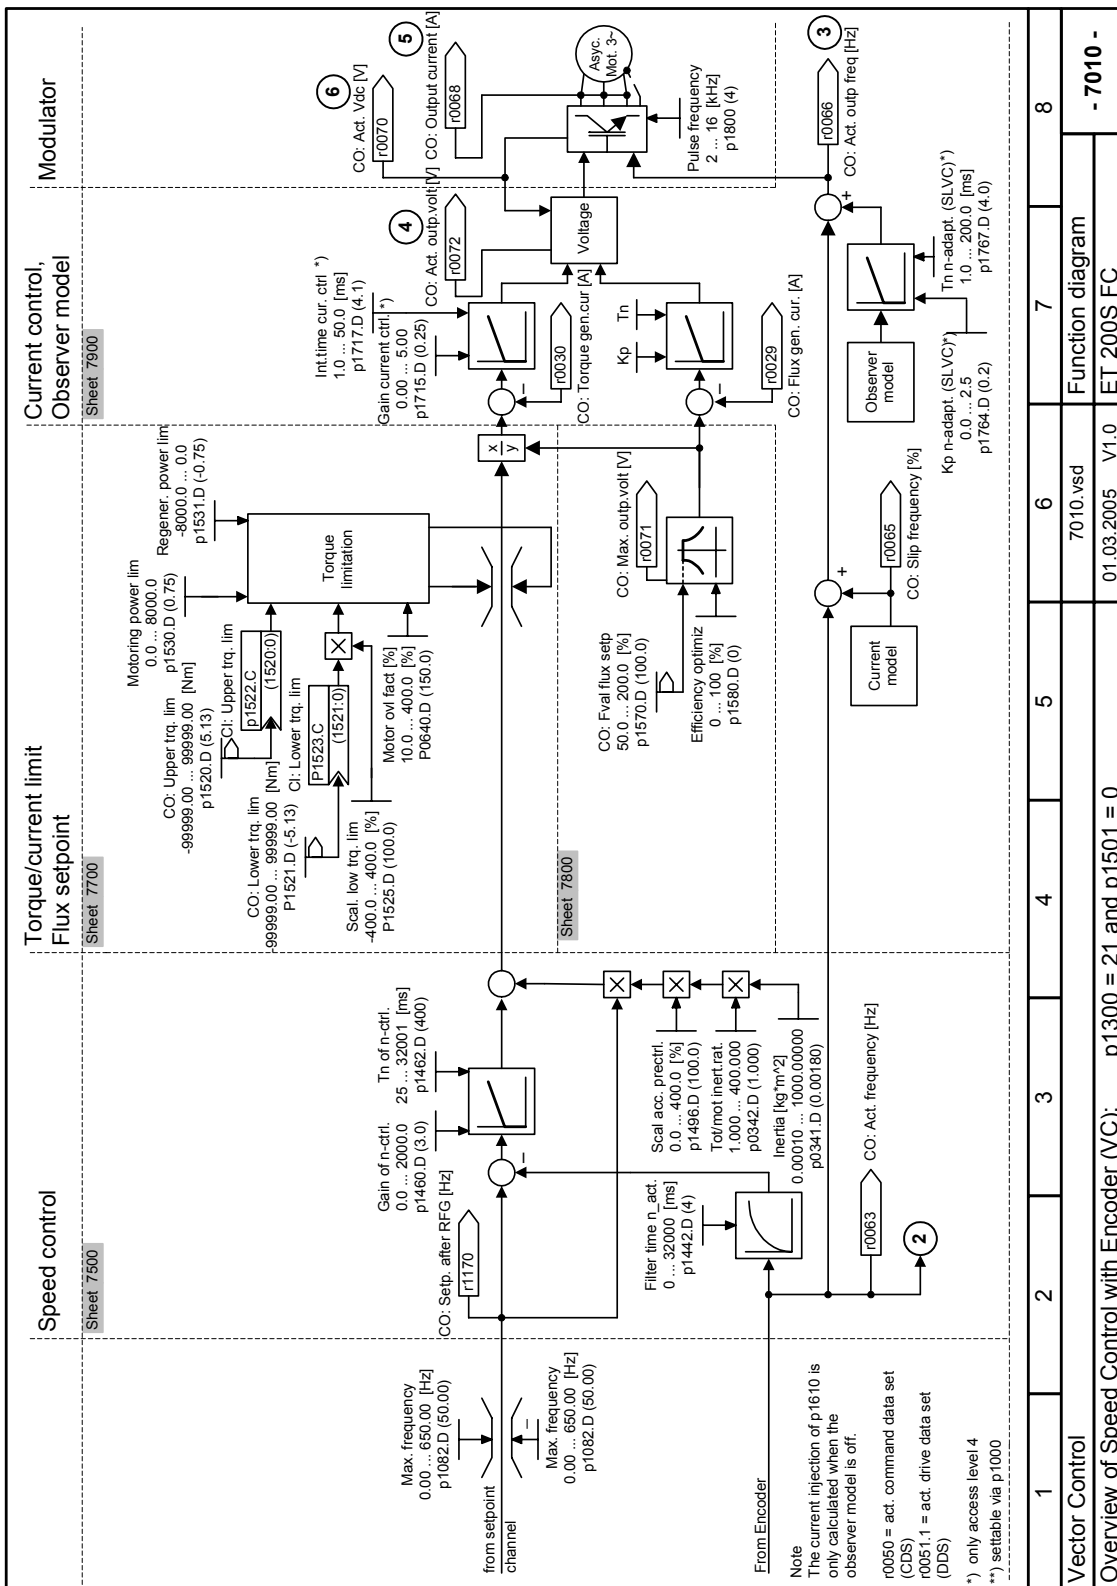 Speed control
Torque/current limit
Flux setpoint
Current control,
Observer model
Modulator
Sheet 7500
Sheet 7700
Sheet 7900
Sheet 7800
Max. frequency
0.00 ... 650.00 [Hz]
p1082.D (50.00)
from setpoint
channel
Max. frequency
0.00 ... 650.00 [Hz]
p1082.D (50.00)
–
CO: Setp. after RFG [Hz]
r1170
Gain of n-ctrl.
0.0 ... 2000.0
p1460.D (3.0)
Tn of n-ctrl.
25 ... 32001 [ms]
p1462.D (400)
–
Filter time n_act.
0 ... 32000 [ms]
p1442.D (4)
Scal acc. prectrl.
0.0 ... 400.0 [%]
p1496.D (100.0)
Tot/mot inert.rat.
1.000 ... 400.000
p0342.D (1.000)
Inertia [kg*m^2]
0.00010 ... 1000.00000
p0341.D (0.00180)
From Encoder
r0063
CO: Act. frequency [Hz]
2
CO: Upper trq. lim
-99999.00 ... 99999.00 [Nm]
p1520.D (5.13)
CI: Upper trq. lim
p1522.C
(1520:0)
CO: Lower trq. lim
-99999.00 ... 99999.00 [Nm]
P1521.D (-5.13)
CI: Lower trq. lim
P1523.C
(1521:0)
Scal. low trq. lim
-400.0 ... 400.0 [%]
P1525.D (100.0)
Motor ovl fact [%]
10.0 ... 400.0 [%]
P0640.D (150.0)
Motoring power lim
0.0 ... 8000.0
p1530.D (0.75)
Regener. power lim
-8000.0 ... 0.0
p1531.D (-0.75)
Torque
limitation
x
y
CO: Fval flux setp
50.0 ... 200.0 [%]
p1570.D (100.0)
Efficiency optimiz
0 ... 100 [%]
p1580.D (0)
CO: Max. outp.volt [V]
r0071
Int.time cur. ctrl *)
1.0 ... 50.0 [ms]
p1717.D (4.1)
Gain current ctrl. *)
0.00 ... 5.00
p1715.D (0.25)
–
r0030
CO: Torque gen.cur [A]
Kp
Tn
–
r0029
CO: Flux gen. cur. [A]
4
CO: Act. outp.volt [V]
r0072
Voltage
6
CO: Act. Vdc [V]
r0070
5
CO: Output current [A]
r0068
Asyc.
Mot. 3~
Pulse frequency
2 ... 16 [kHz]
p1800 (4)
3
r0066
CO: Act. outp freq [Hz]
+
+
Current
model
r0065
CO: Slip frequency [%]
Observer
model
Kp n-adapt. (SLVC)*)
0.0 ... 2.5
p1764.D (0.2)
Tn n-adapt. (SLVC)*)
1.0 ... 200.0 [ms]
p1767.D (4.0)
Note
The current injection of p1610 is
only calculated when the
observer model is off.
r0050 = act. command data set
(CDS)
r0051.1 = act. drive data set
(DDS)
*) only access level 4
**) settable via p1000
1 2 3 4 5 6 7 8
Vector Control
7010.vsd
Function diagram
- 7010 -
Overview of Speed Control with Encoder (VC): p1300 = 21 and p1501 = 0
01.03.2005 V1.0
ET 200S FC